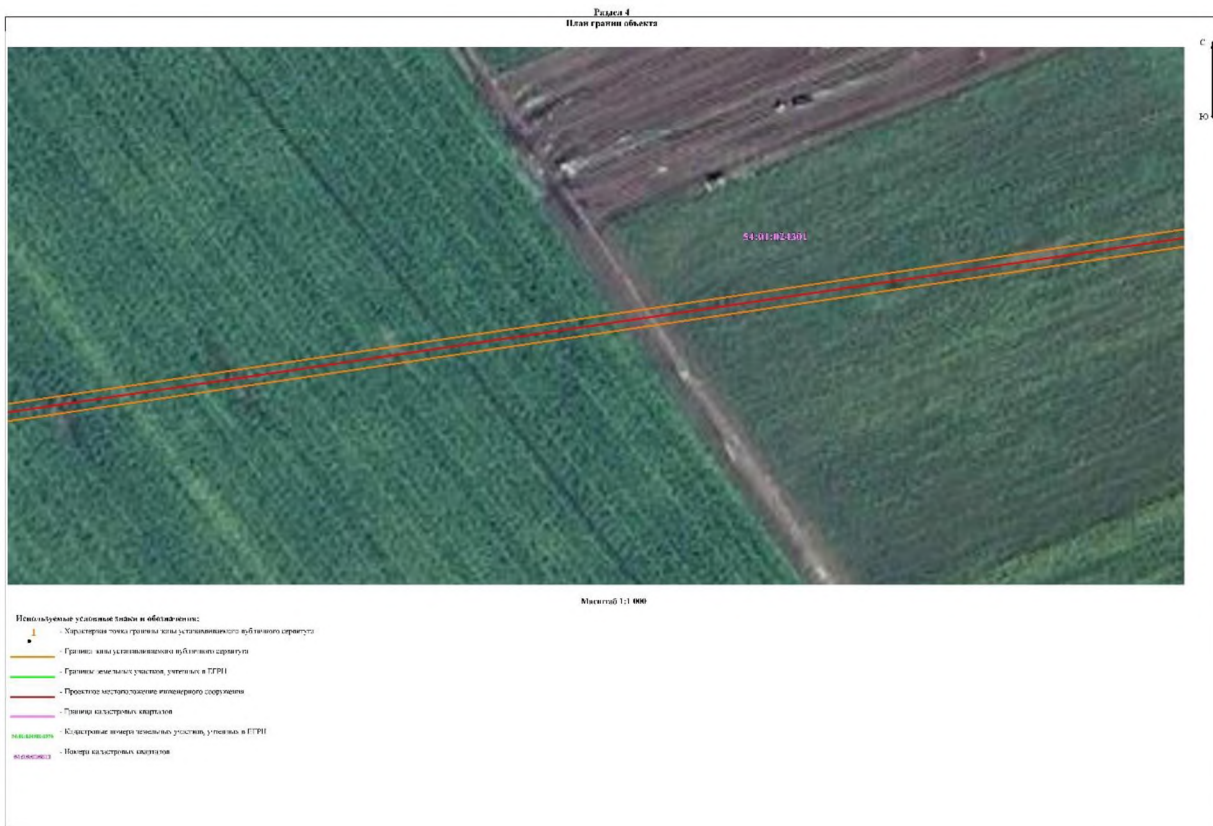 Раздел 4
План границ объекта
С
Ю
54:01:024301
Масштаб 1:1 000
Используемые условные знаки и обозначения:
1
- Характерная точка границы зоны устанавливаемого публичного сервитута
- Граница зоны устанавливаемого публичного сервитута
- Границы земельных участков, учтенных в ЕГРН
- Проектное местоположение инженерного сооружения
- Граница кадастровых кварталов
- Кадастровые номера земельных участков, учтенных в ЕГРН
- Номера кадастровых кварталов